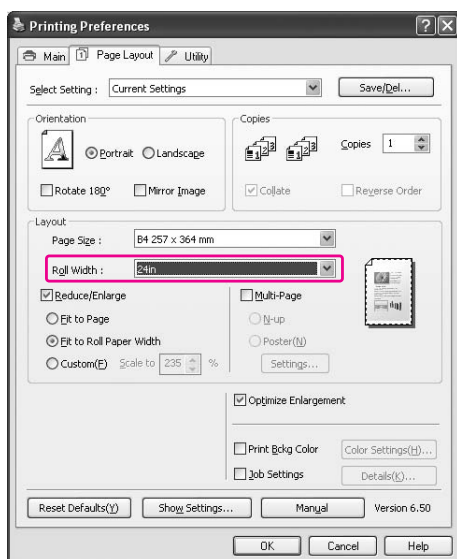 Printing Preferences
Main Page Layout Utility
Select Setting : Current Settings Save/Del...
Orientation
Portrait Landscape
Rotate 180° Mirror Image
Copies
Copies 1
Collate Reverse Order
Layout
Page Size : B4 257 x 364 mm
Roll Width : 24in
Reduce/Enlarge
Fit to Page
Fit to Roll Paper Width
Custom(F) Scale to 235 %
Multi-Page
N-up
Poster(N)
Settings...
Optimize Enlargement
Print Bckg Color Color Settings(H)...
Job Settings Details(K)...
Reset Defaults(Y) Show Settings... Manual Version 6.50
OK Cancel Help